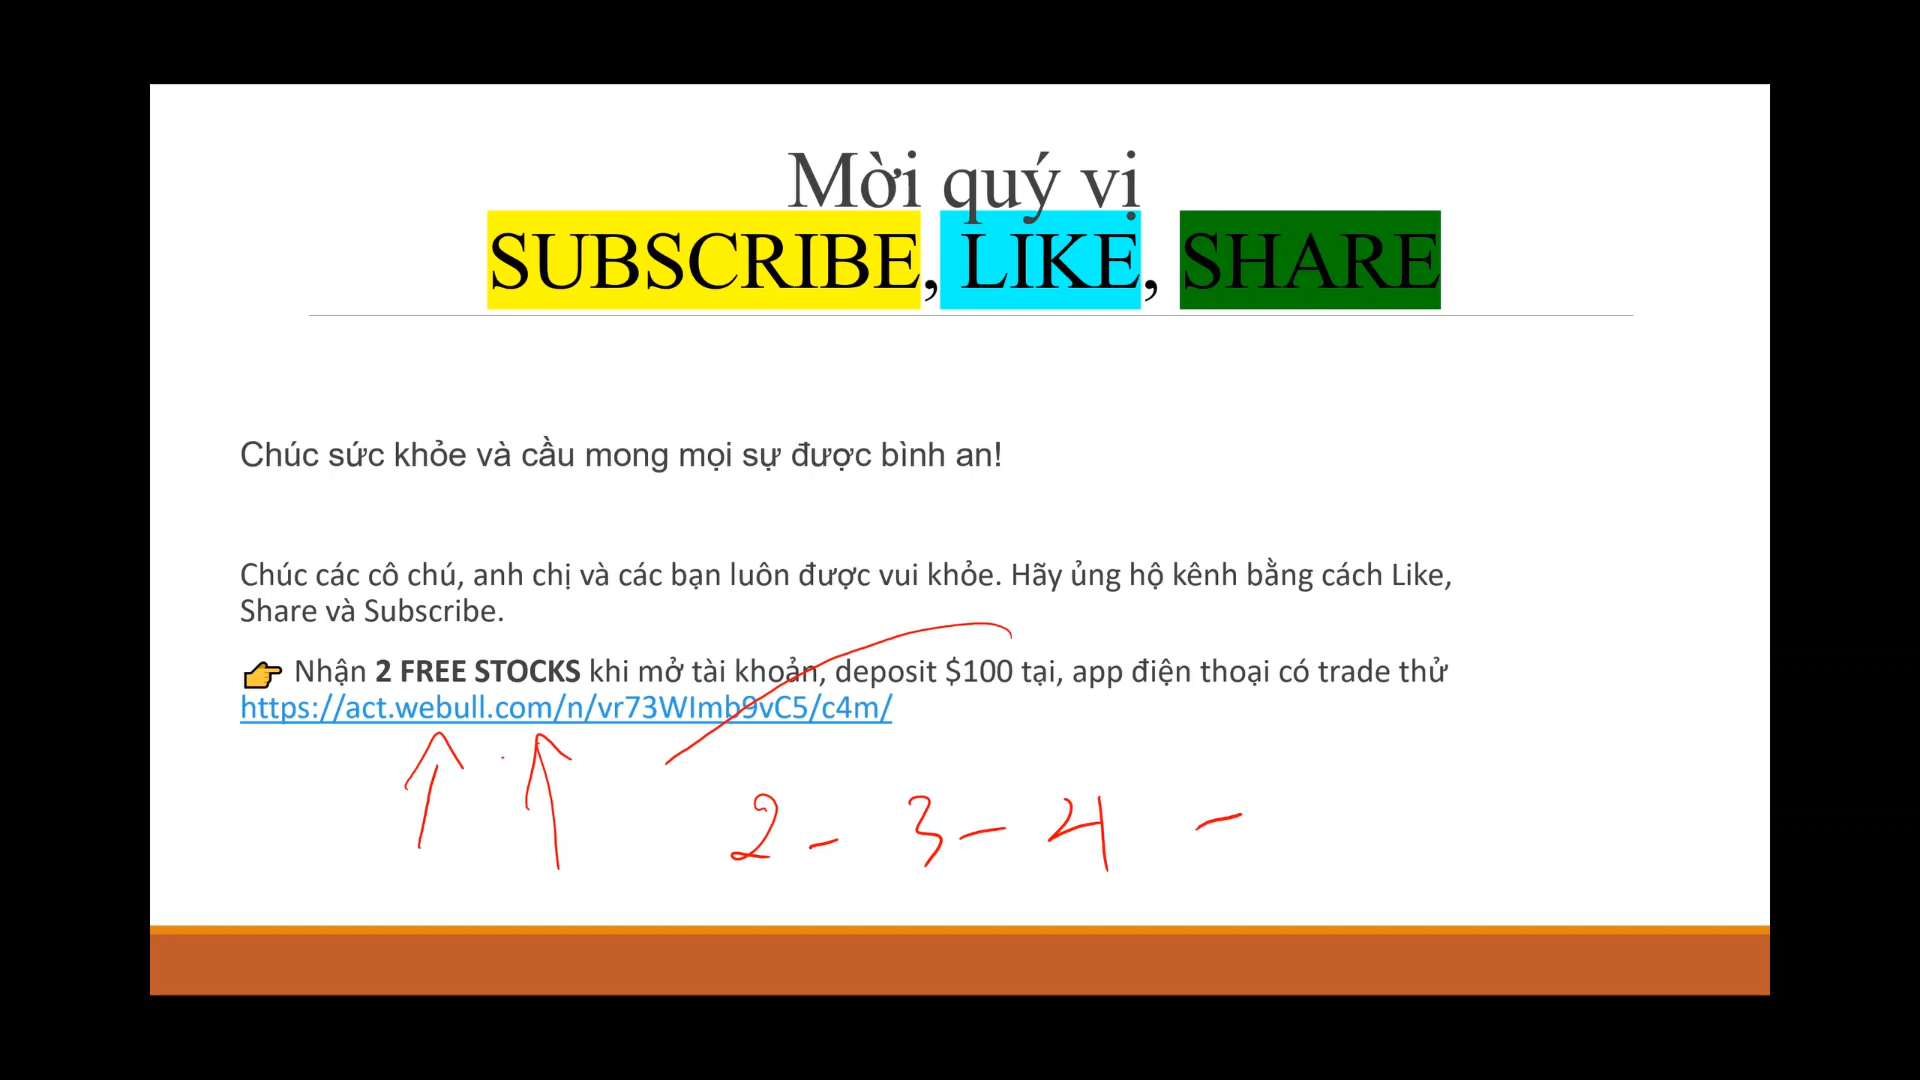 Mời quý vị
SUBSCRIBE, LIKE, SHARE
Chúc sức khỏe và cầu mong mọi sự được bình an!
Chúc các cô chú, anh chị và các bạn luôn được vui khỏe. Hãy ủng hộ kênh bằng cách Like,
Share và Subscribe.
👉 Nhận 2 FREE STOCKS khi mở tài khoản, deposit $100 tại, app điện thoại có trade thử
https://act.webull.com/n/vr73WImb9vC5/c4m/
2 - 3 - 4 -